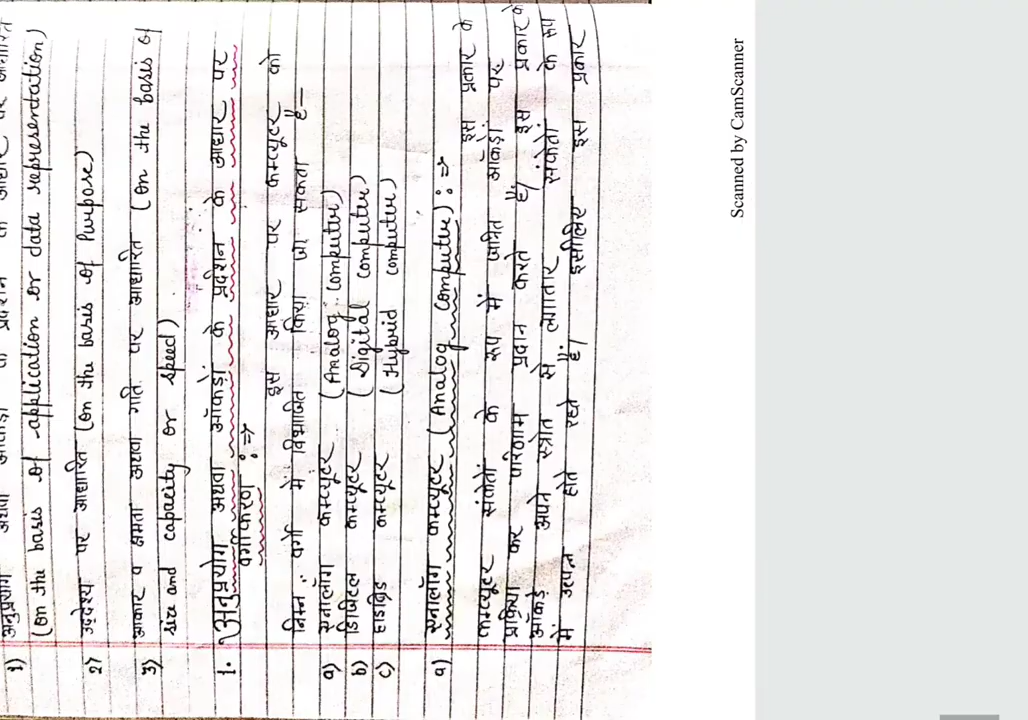 1) अनुप्रयोग अथवा आंकड़ो के प्रदर्शन के आधार पर आधारित
(on the basis of application or data representation)
2) उद्देश्य पर आधारित (on the basis of Purpose)
3) आकार व क्षमता अथवा गति पर आधारित (on the basis of
size and capacity or speed)
1. अनुप्रयोग अथवा आँकड़ों के प्रदर्शन के आधार पर
वर्गीकरण :⇒
इस आधार पर कम्प्यूटर को
निम्न वर्गो में विभाजित किया जा सकता है—
a) एनालॉग कम्प्यूटर (Analog Computer)
b) डिजिटल कम्प्यूटर (Digital Computer)
c) हाइब्रिड कम्प्यूटर (Hybrid computer)
a) एनालॉग कम्प्यूटर (Analog Computer) :⇒
इस प्रकार के
कम्प्यूटर संकेतों के रूप में जनित आँकड़ो पर
प्रक्रिया कर परिणाम प्रदान करते हैं। इस प्रकार के
आँकड़े अपने स्त्रोत से लगातार संकेतों के रूप
में उत्पन्न होते रहते हैं। इसीलिए इस प्रकार
Scanned by CamScanner